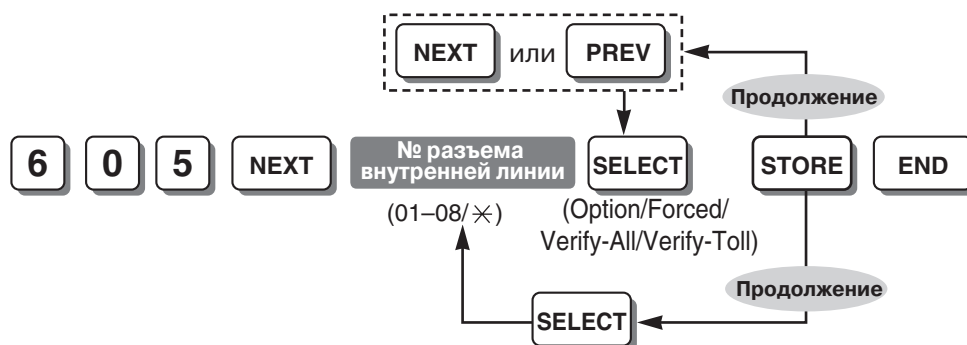 NEXT или PREV
Продолжение
6 0 5 NEXT № разъема внутренней линии SELECT STORE END
(01–08/✳)
(Option/Forced/
Verify-All/Verify-Toll)
Продолжение
SELECT